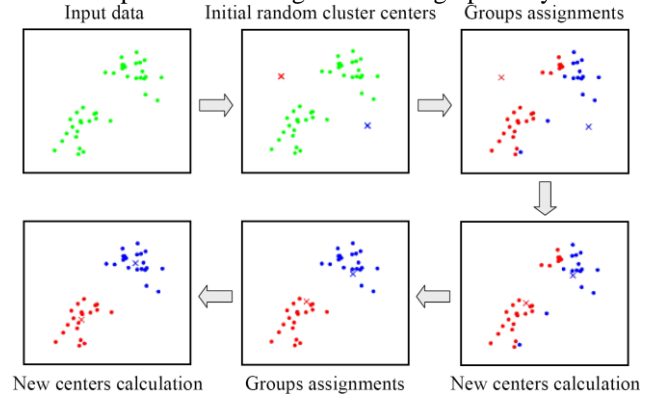 Input data
Initial random cluster centers
Groups assignments
New centers calculation
Groups assignments
New centers calculation